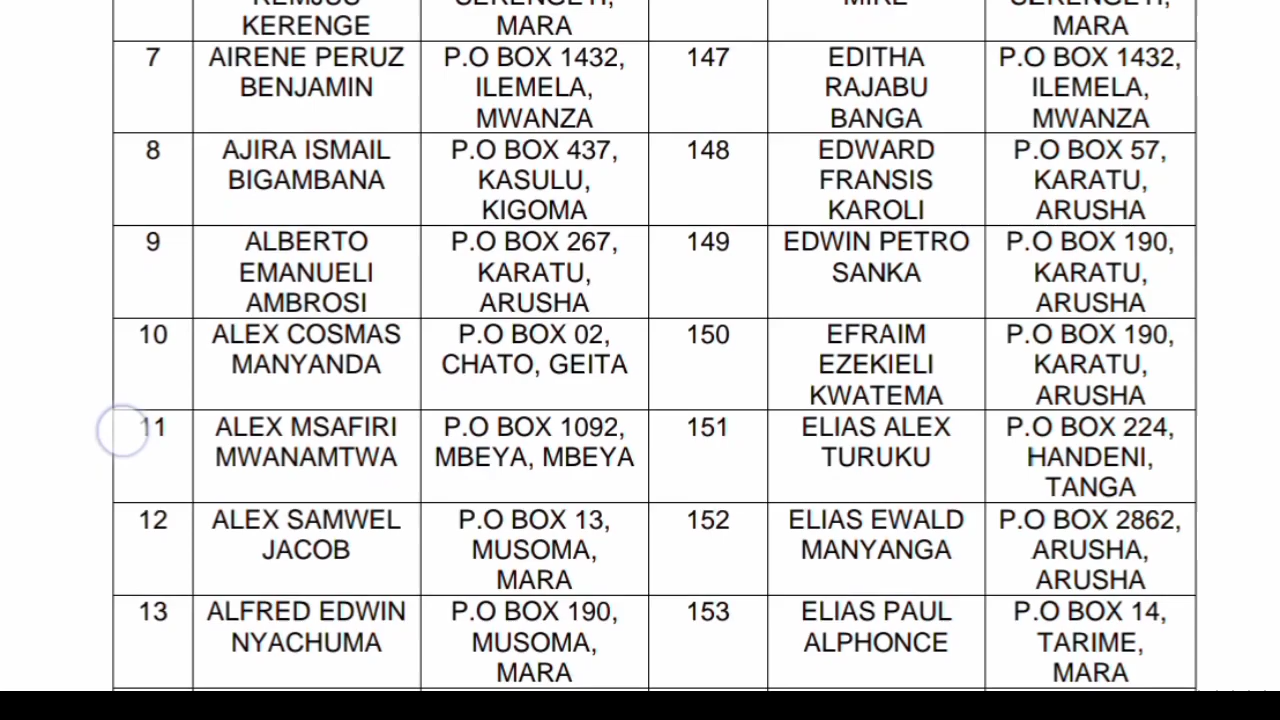 KERENGE
MARA
MARA
7
AIRENE PERUZ
BENJAMIN
P.O BOX 1432,
ILEMELA,
MWANZA
147
EDITHA
RAJABU
BANGA
P.O BOX 1432,
ILEMELA,
MWANZA
8
AJIRA ISMAIL
BIGAMBANA
P.O BOX 437,
KASULU,
KIGOMA
148
EDWARD
FRANSIS
KAROLI
P.O BOX 57,
KARATU,
ARUSHA
9
ALBERTO
EMANUELI
AMBROSI
P.O BOX 267,
KARATU,
ARUSHA
149
EDWIN PETRO
SANKA
P.O BOX 190,
KARATU,
ARUSHA
10
ALEX COSMAS
MANYANDA
P.O BOX 02,
CHATO, GEITA
150
EFRAIM
EZEKIELI
KWATEMA
P.O BOX 190,
KARATU,
ARUSHA
11
ALEX MSAFIRI
MWANAMTWA
P.O BOX 1092,
MBEYA, MBEYA
151
ELIAS ALEX
TURUKU
P.O BOX 224,
HANDENI,
TANGA
12
ALEX SAMWEL
JACOB
P.O BOX 13,
MUSOMA,
MARA
152
ELIAS EWALD
MANYANGA
P.O BOX 2862,
ARUSHA,
ARUSHA
13
ALFRED EDWIN
NYACHUMA
P.O BOX 190,
MUSOMA,
MARA
153
ELIAS PAUL
ALPHONCE
P.O BOX 14,
TARIME,
MARA